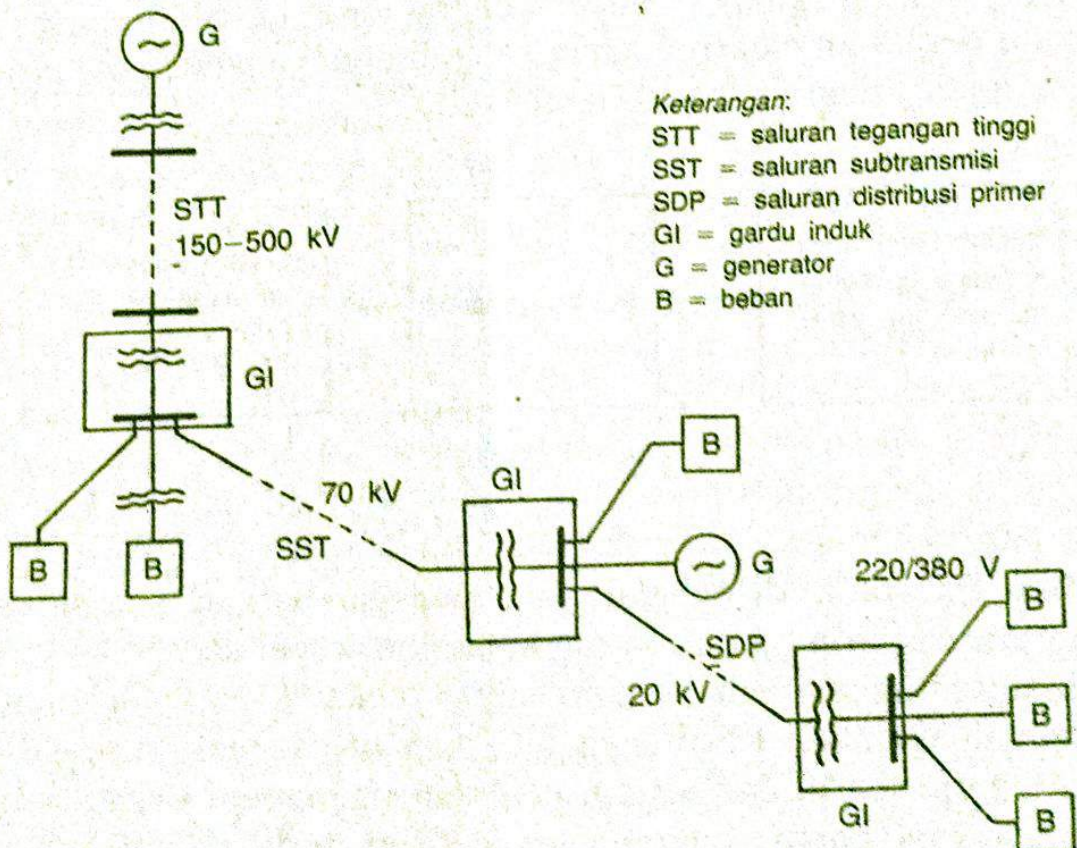 G
Keterangan:
STT = saluran tegangan tinggi
SST = saluran subtransmisi
SDP = saluran distribusi primer
GI = gardu induk
G = generator
B = beban
STT
150–500 kV
GI
B
B
70 kV
SST
GI
B
G
SDP
20 kV
220/380 V
B
B
B
GI